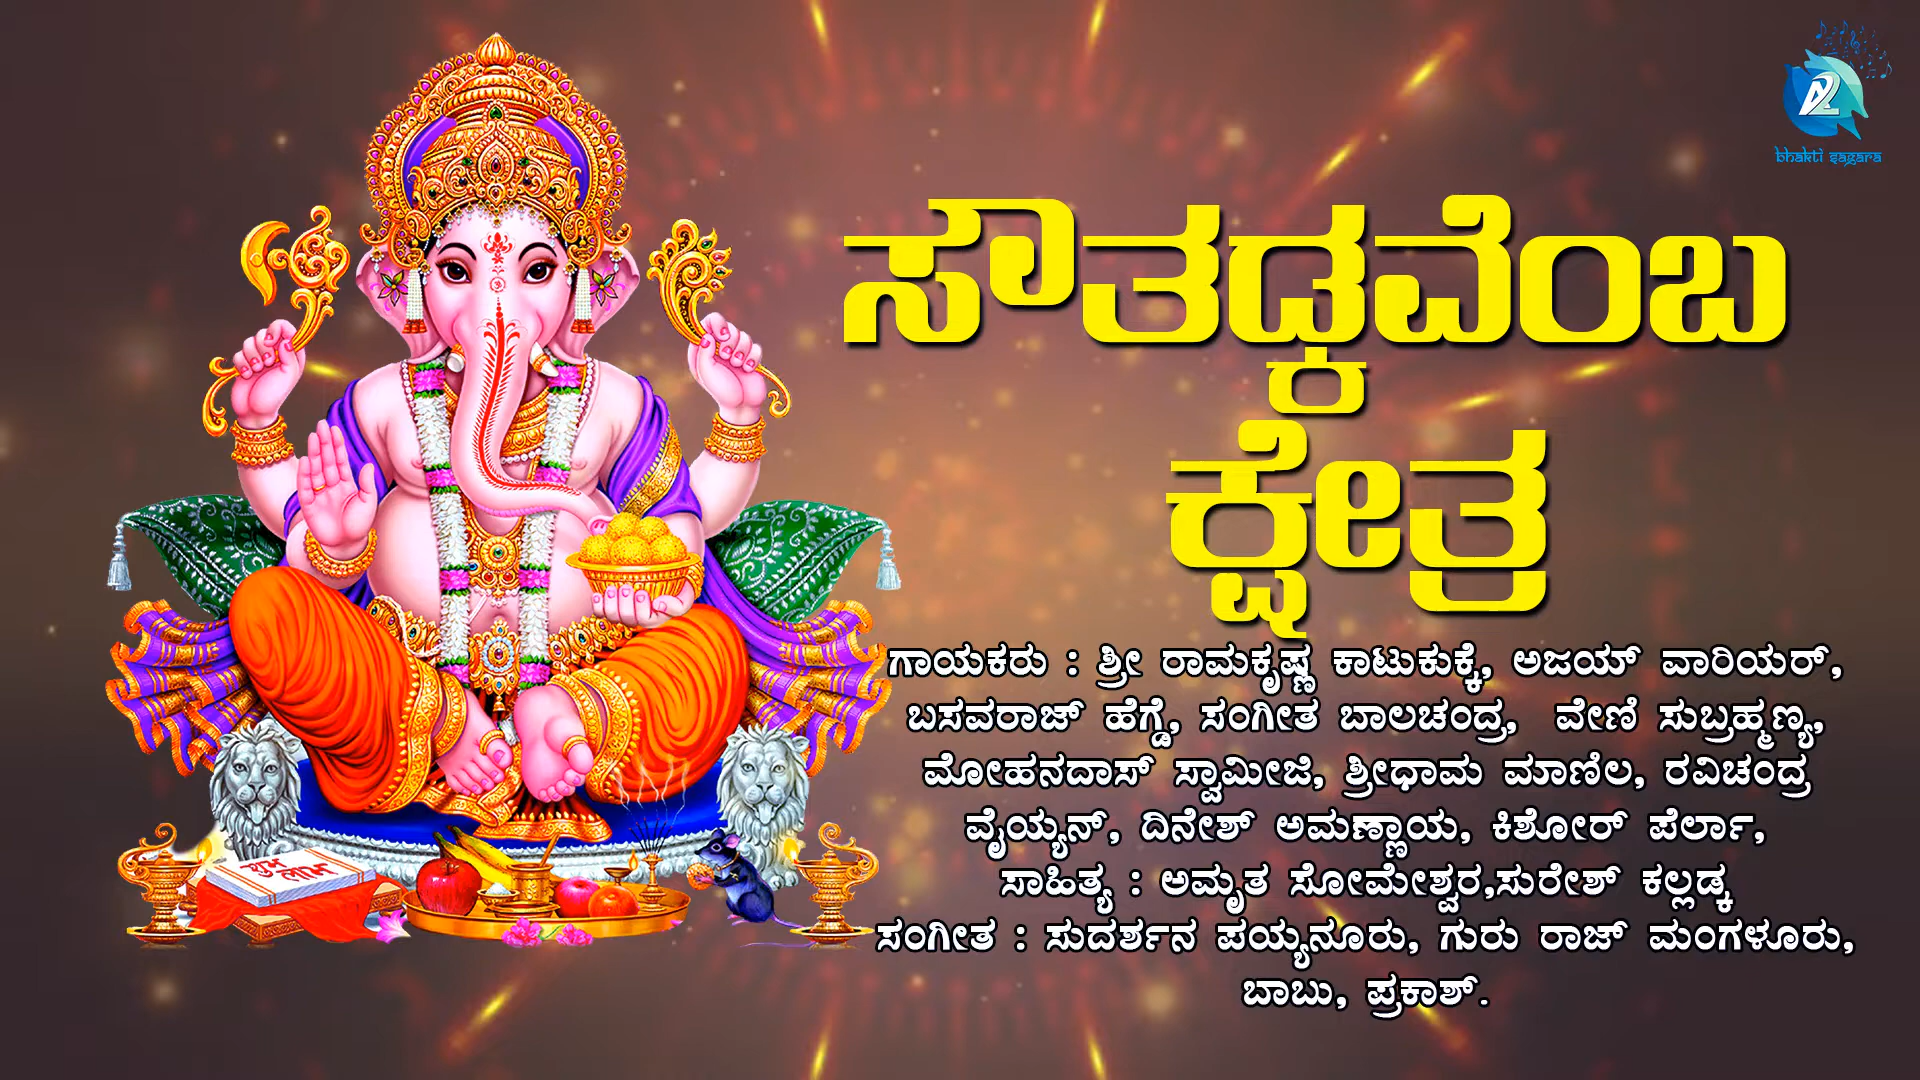 A2
bhakti sagara
ಸೌತಡ್ಕವೆಂಬ
ಕ್ಷೇತ್ರ
ಗಾಯಕರು : ಶ್ರೀ ರಾಮಕೃಷ್ಣ ಕಾಟುಕುಕ್ಕೆ, ಅಜಯ್ ವಾರಿಯರ್,
ಬಸವರಾಜ್ ಹೆಗ್ಡೆ, ಸಂಗೀತ ಬಾಲಚಂದ್ರ, ವೇಣಿ ಸುಬ್ರಹ್ಮಣ್ಯ,
ಮೋಹನದಾಸ್ ಸ್ವಾಮೀಜಿ, ಶ್ರೀಧಾಮ ಮಾಣಿಲ, ರವಿಚಂದ್ರ
ವೈಯ್ಯನ್, ದಿನೇಶ್ ಅಮಣ್ಣಾಯ, ಕಿಶೋರ್ ಪೆರ್ಲಾ,
ಸಾಹಿತ್ಯ : ಅಮೃತ ಸೋಮೇಶ್ವರ,ಸುರೇಶ್ ಕಲ್ಲಡ್ಕ
ಸಂಗೀತ : ಸುದರ್ಶನ ಪಯ್ಯನೂರು, ಗುರು ರಾಜ್ ಮಂಗಳೂರು,
ಬಾಬು, ಪ್ರಕಾಶ್.
शुभ
लाभ